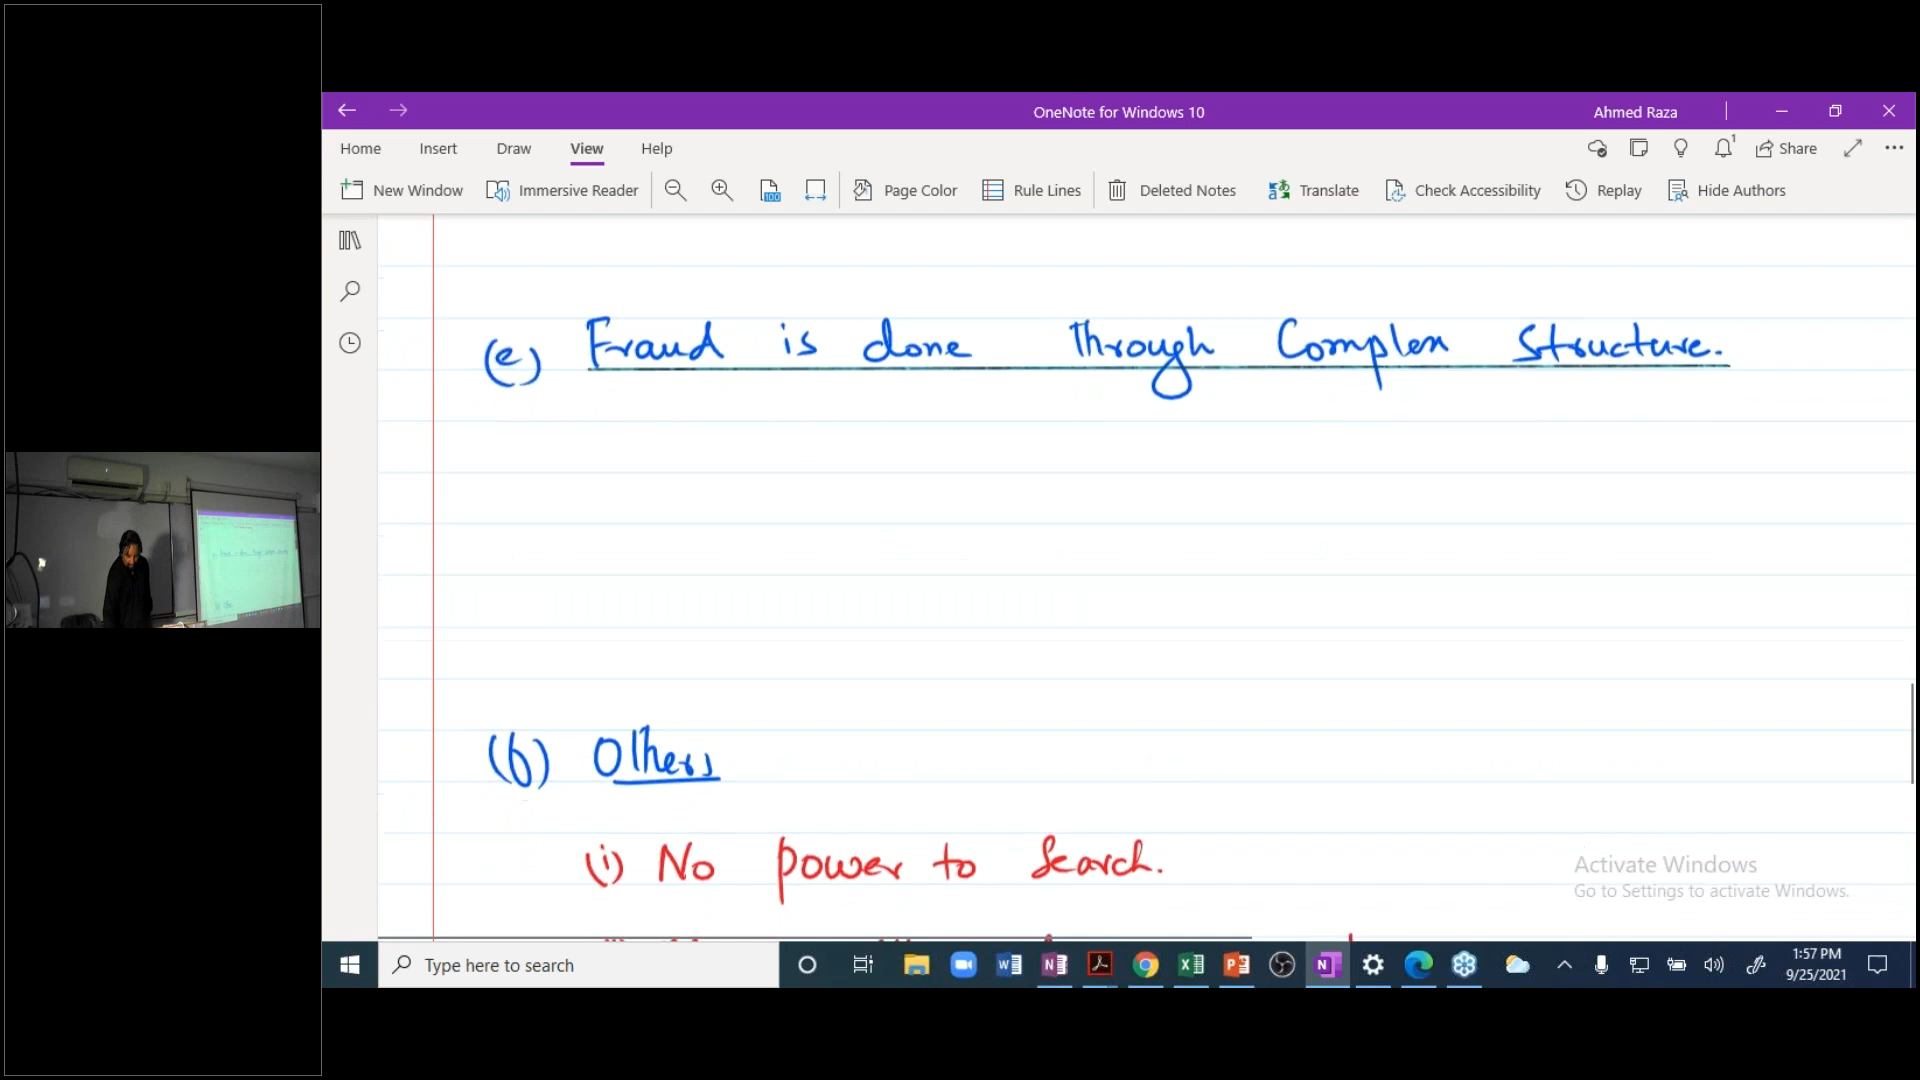 OneNote for Windows 10
Ahmed Raza
Home Insert Draw View Help
1
Share
New Window Immersive Reader 100 Page Color Rule Lines Deleted Notes Translate Check Accessibility Replay Hide Authors
(e) Fraud is done through Complex Structure.
(f) Others
(i) No power to Search.
Activate Windows
Go to Settings to activate Windows.
Type here to search
1:57 PM
9/25/2021